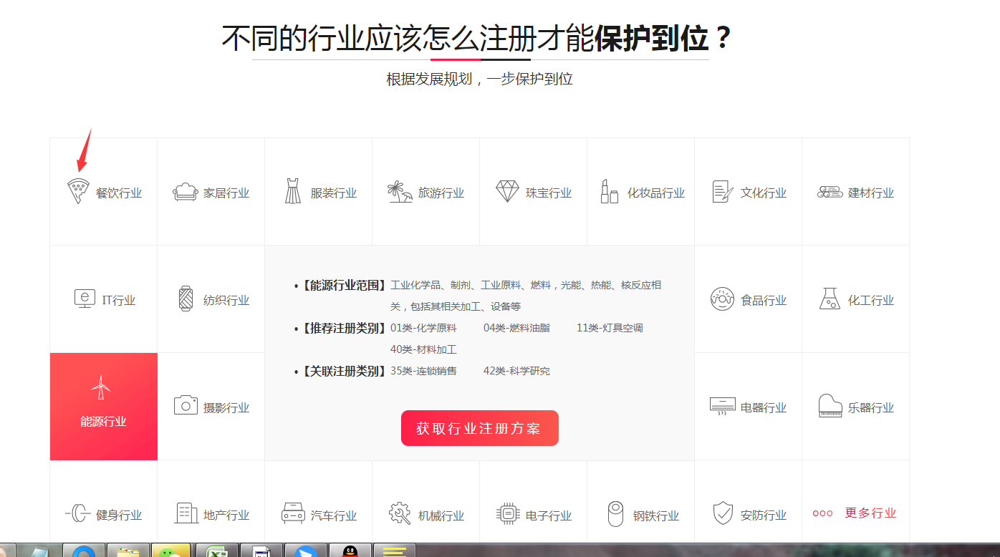 不同的行业应该怎么注册才能保护到位？
根据发展规划，一步保护到位
餐饮行业 家居行业 服装行业 旅游行业 珠宝行业 化妆品行业 文化行业 建材行业
IT行业 纺织行业
•【能源行业范围】工业化学品、制剂、工业原料、燃料，光能、热能、核反应相
关，包括其相关加工、设备等
•【推荐注册类别】01类-化学原料 04类-燃料油脂 11类-灯具空调
40类-材料加工
•【关联注册类别】35类-连锁销售 42类-科学研究
食品行业 化工行业
能源行业 摄影行业
获取行业注册方案
电器行业 乐器行业
健身行业 地产行业 汽车行业 机械行业 电子行业 钢铁行业 安防行业 更多行业